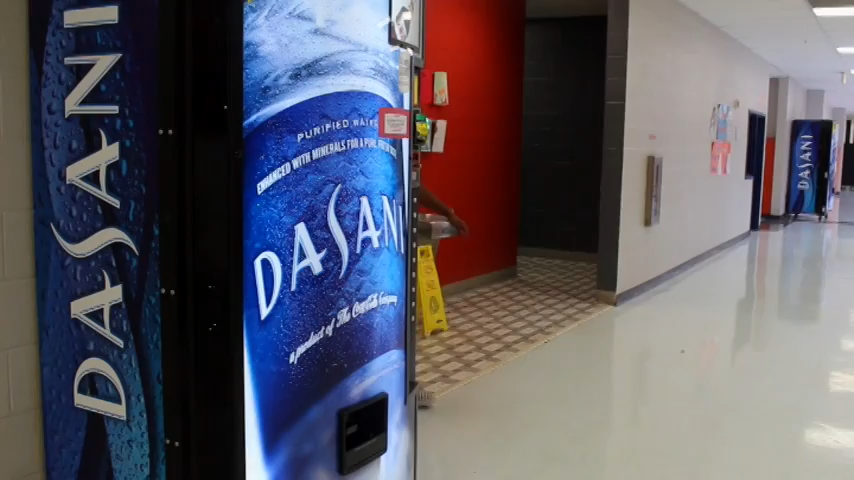 DASANI
PURIFIED WATER
ENHANCED WITH MINERALS FOR A PURE, FRESH TASTE
DASANI
a product of The Coca-Cola Company
DASANI